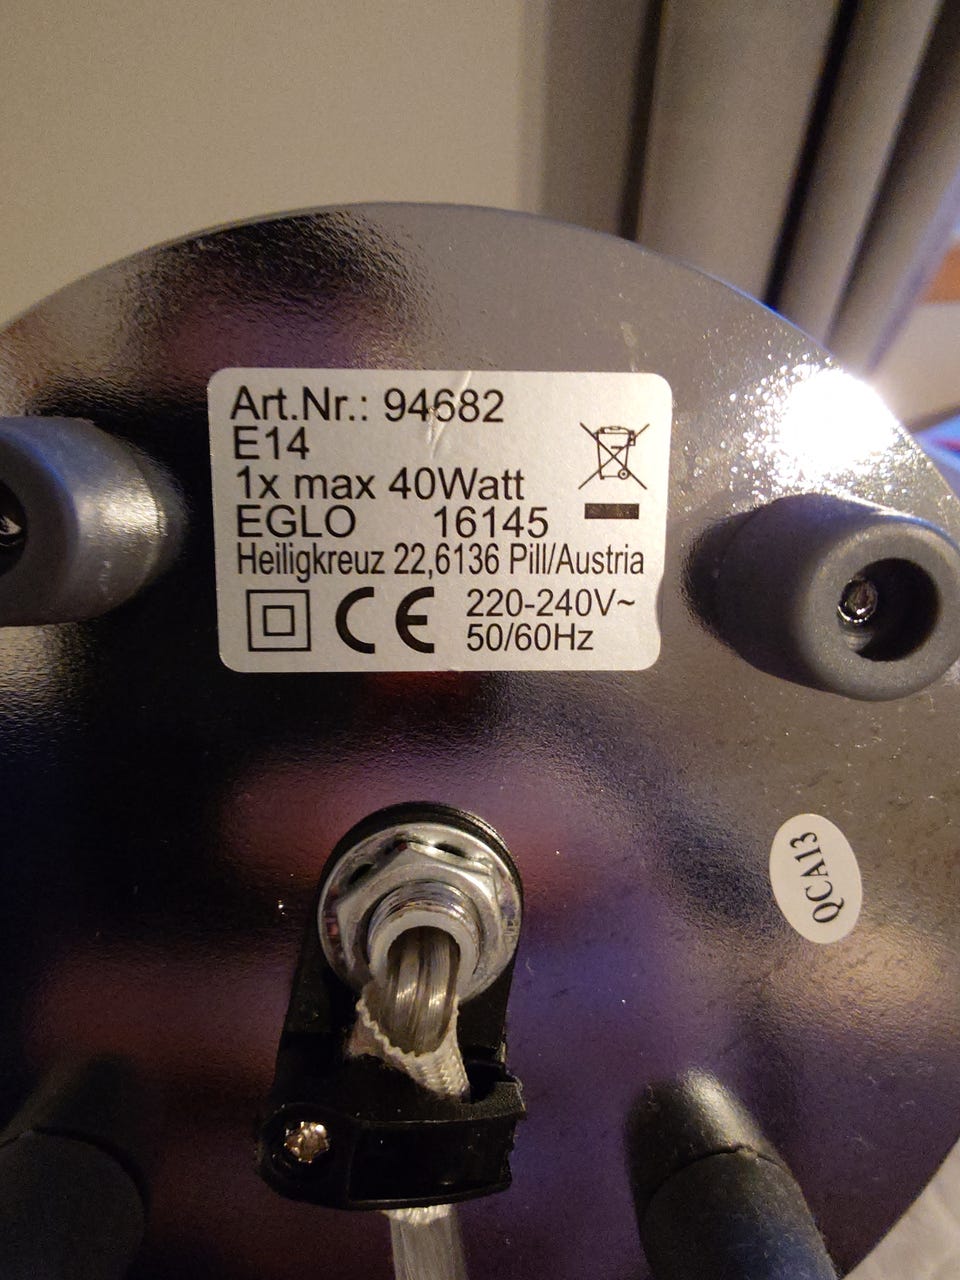 Art.Nr.: 94682
E14
1x max 40Watt
EGLO 16145
Heiligkreuz 22,6136 Pill/Austria
CE 220-240V~
50/60Hz
QCA13